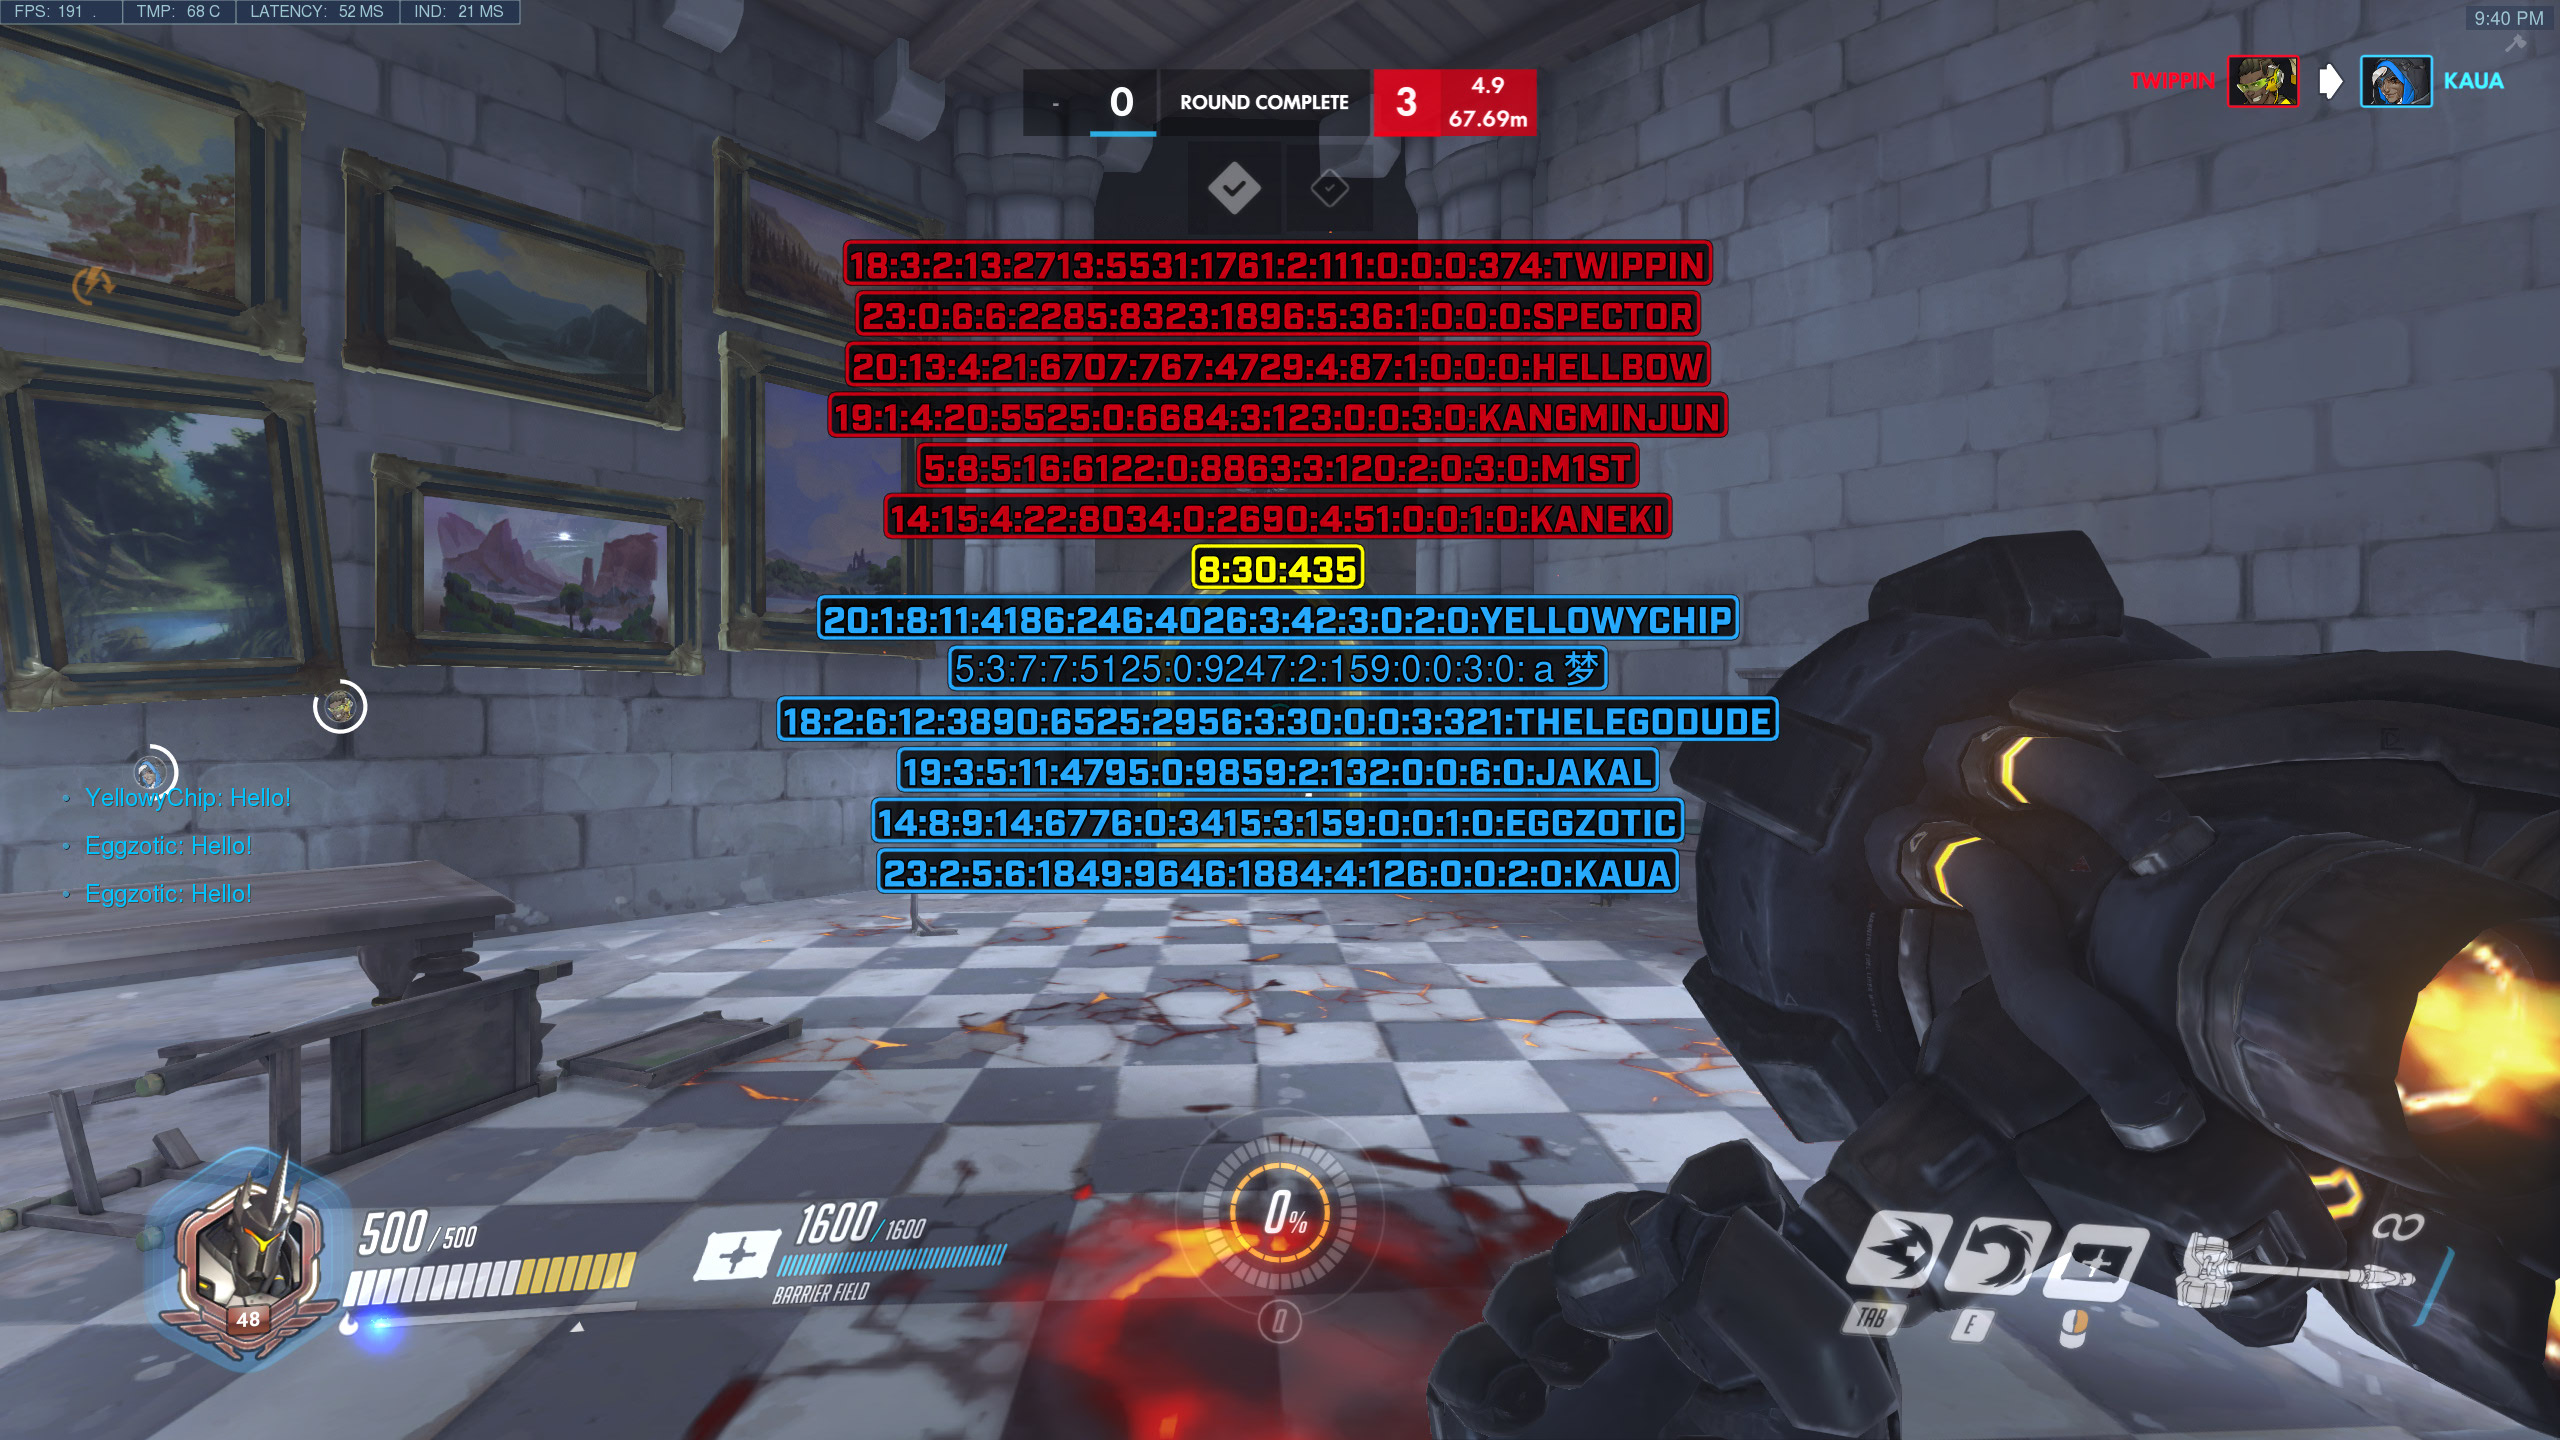 FPS: 191 . TMP: 68 C LATENCY: 52 MS IND: 21 MS
9:40 PM
- 0 ROUND COMPLETE 3 4.9
67.69m
TWIPPIN KAUA
18:3:2:13:2713:5531:1761:2:111:0:0:0:374:TWIPPIN
23:0:6:6:2285:8323:1896:5:36:1:0:0:0:SPECTOR
20:13:4:21:6707:767:4729:4:87:1:0:0:0:HELLBOW
19:1:4:20:5525:0:6684:3:123:0:0:3:0:KANGMINJUN
5:8:5:16:6122:0:8863:3:120:2:0:3:0:M1ST
14:15:4:22:8034:0:2690:4:51:0:0:1:0:KANEKI
8:30:435
20:1:8:11:4186:246:4026:3:42:3:0:2:0:YELLOWYCHIP
5:3:7:7:5125:0:9247:2:159:0:0:3:0: a 梦
18:2:6:12:3890:6525:2956:3:30:0:0:3:321:THELEGODUDE
19:3:5:11:4795:0:9859:2:132:0:0:6:0:JAKAL
14:8:9:14:6776:0:3415:3:159:0:0:1:0:EGGZOTIC
23:2:5:6:1849:9646:1884:4:126:0:0:2:0:KAUA
• YellowyChip: Hello!
• Eggzotic: Hello!
• Eggzotic: Hello!
48
500/500
1600/1600
BARRIER FIELD
0%
Q
TAB E
∞